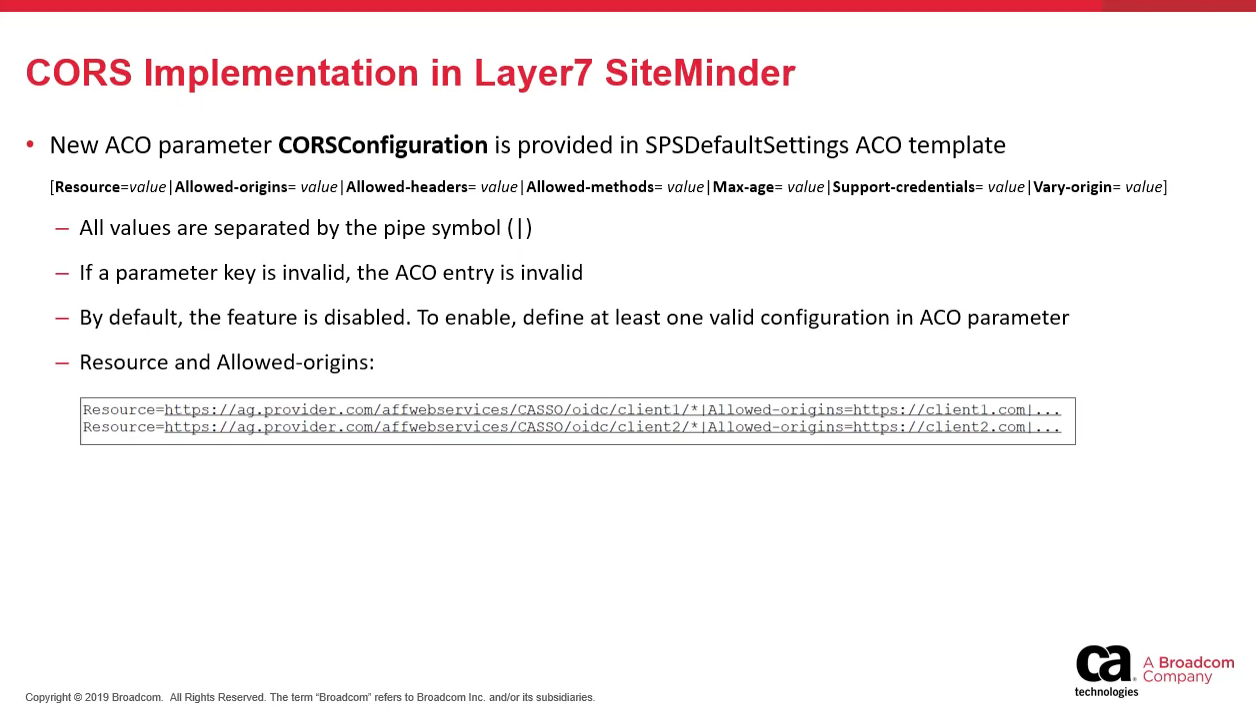 CORS Implementation in Layer7 SiteMinder
• New ACO parameter CORSConfiguration is provided in SPSDefaultSettings ACO template
[Resource=value|Allowed-origins= value|Allowed-headers= value|Allowed-methods= value|Max-age= value|Support-credentials= value|Vary-origin= value]
– All values are separated by the pipe symbol (|)
– If a parameter key is invalid, the ACO entry is invalid
– By default, the feature is disabled. To enable, define at least one valid configuration in ACO parameter
– Resource and Allowed-origins:
Resource=https://ag.provider.com/affwebservices/CASSO/oidc/client1/*|Allowed-origins=https://client1.com|...
Resource=https://ag.provider.com/affwebservices/CASSO/oidc/client2/*|Allowed-origins=https://client2.com|...
ca
technologies
A Broadcom
Company
Copyright © 2019 Broadcom. All Rights Reserved. The term “Broadcom” refers to Broadcom Inc. and/or its subsidiaries.